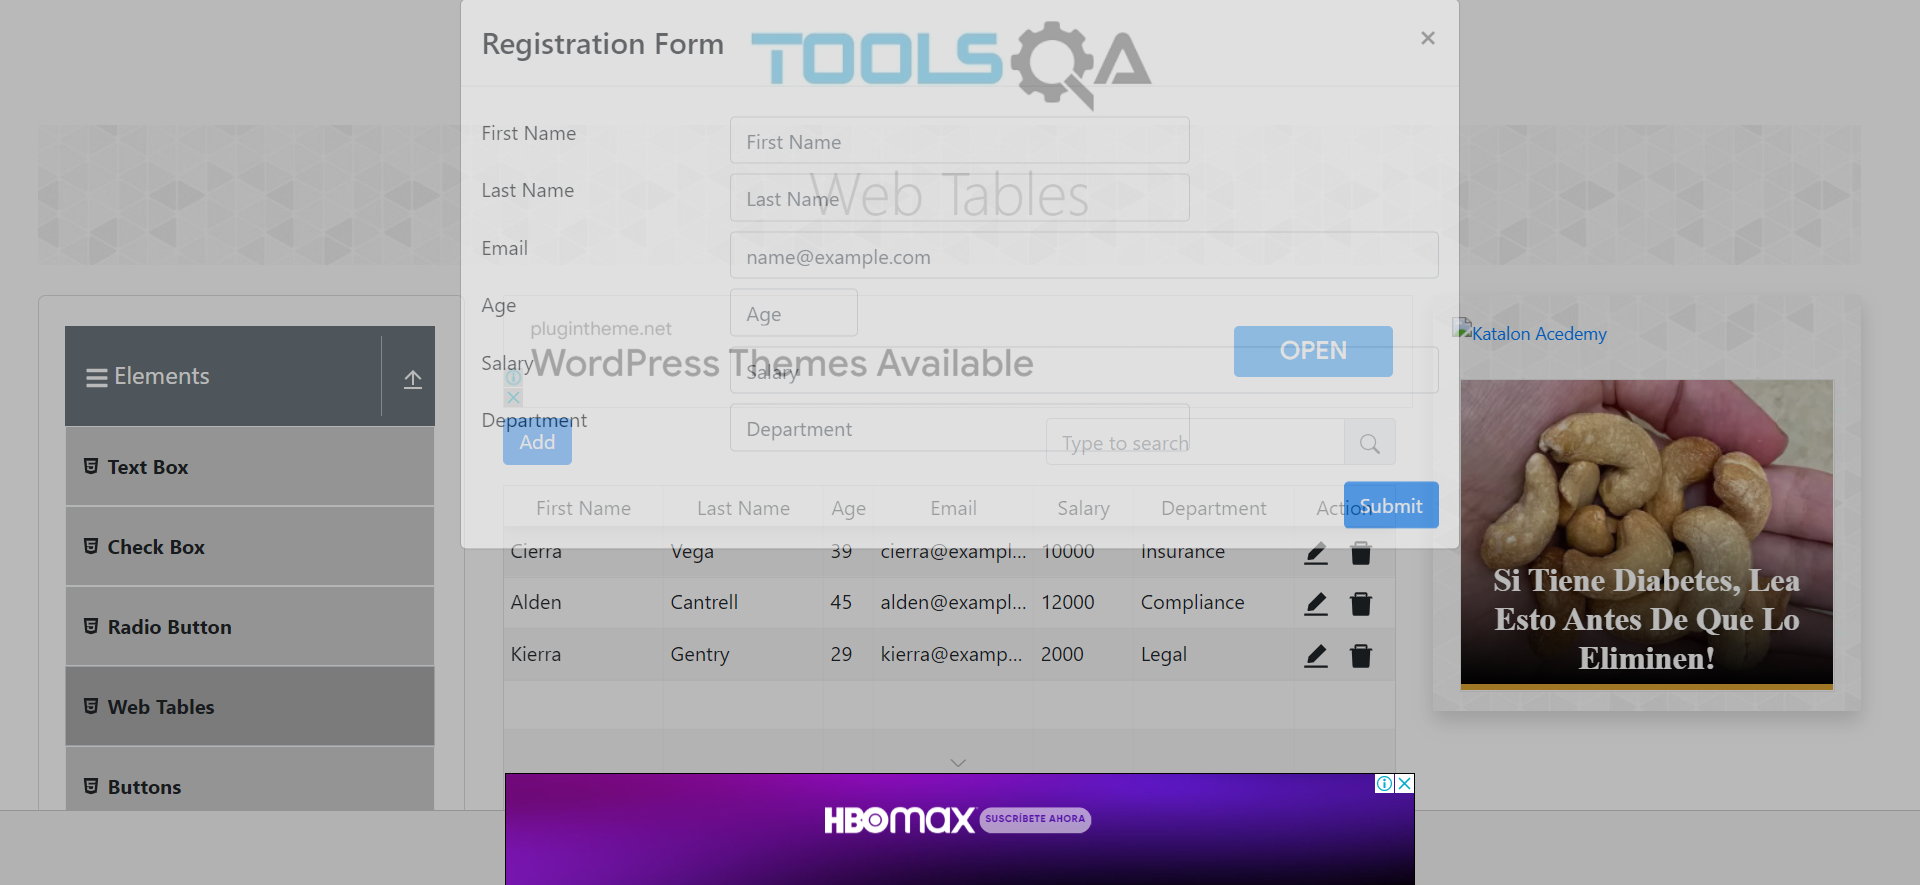 Registration Form
×
TOOLSQA
First Name
First Name
Last Name
Last Name
Web Tables
Email
name@example.com
Age
Age
Salary
Salary
Department
Department
Submit
plugintheme.net
WordPress Themes Available
OPEN
Add
Type to search
First Name Last Name Age Email Salary Department Action
Cierra Vega 39 cierra@exampl... 10000 Insurance
Alden Cantrell 45 alden@exampl... 12000 Compliance
Kierra Gentry 29 kierra@examp... 2000 Legal
Elements
Text Box
Check Box
Radio Button
Web Tables
Buttons
Katalon Acedemy
Si Tiene Diabetes, Lea
Esto Antes De Que Lo
Eliminen!
HBOmax
SUSCRÍBETE AHORA